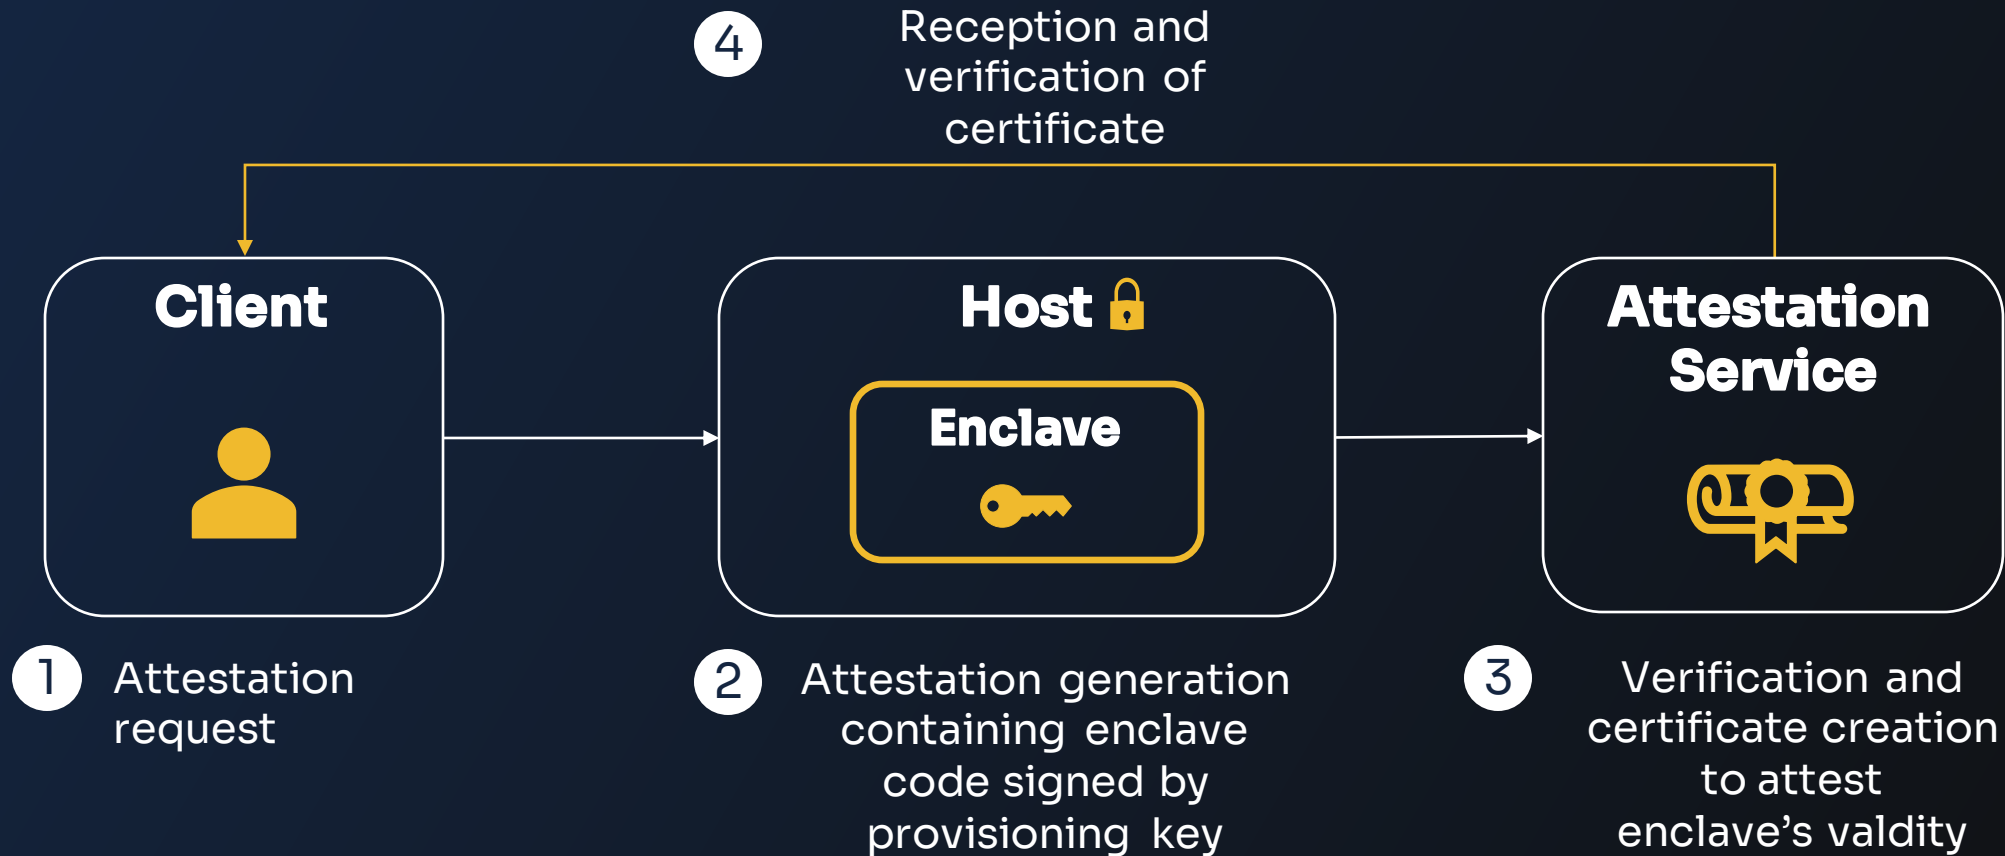 4
Reception and
verification of
certificate
Client
Host
Enclave
Attestation
Service
1
Attestation
request
2
Attestation generation
containing enclave
code signed by
provisioning key
3
Verification and
certificate creation
to attest
enclave’s valdity